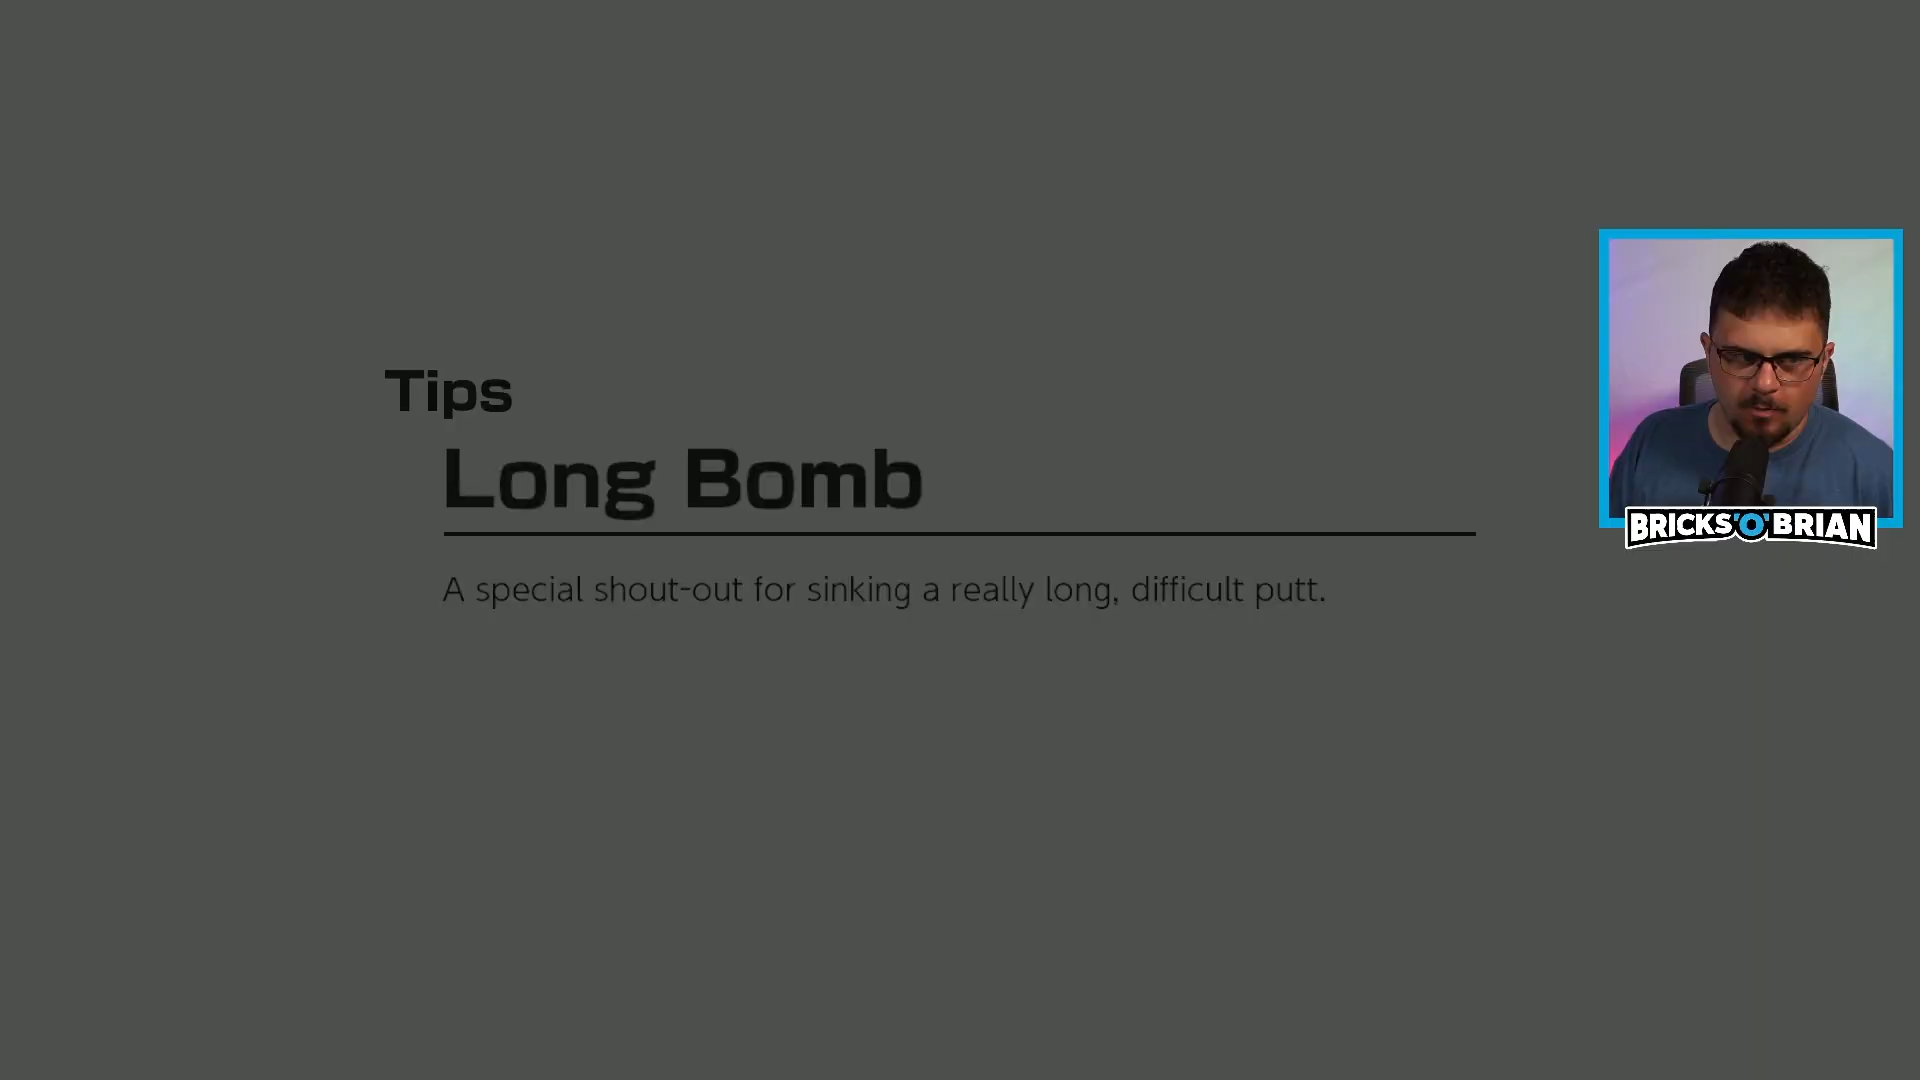 Tips
Long Bomb
A special shout-out for sinking a really long, difficult putt.
BRICKS'O'BRIAN